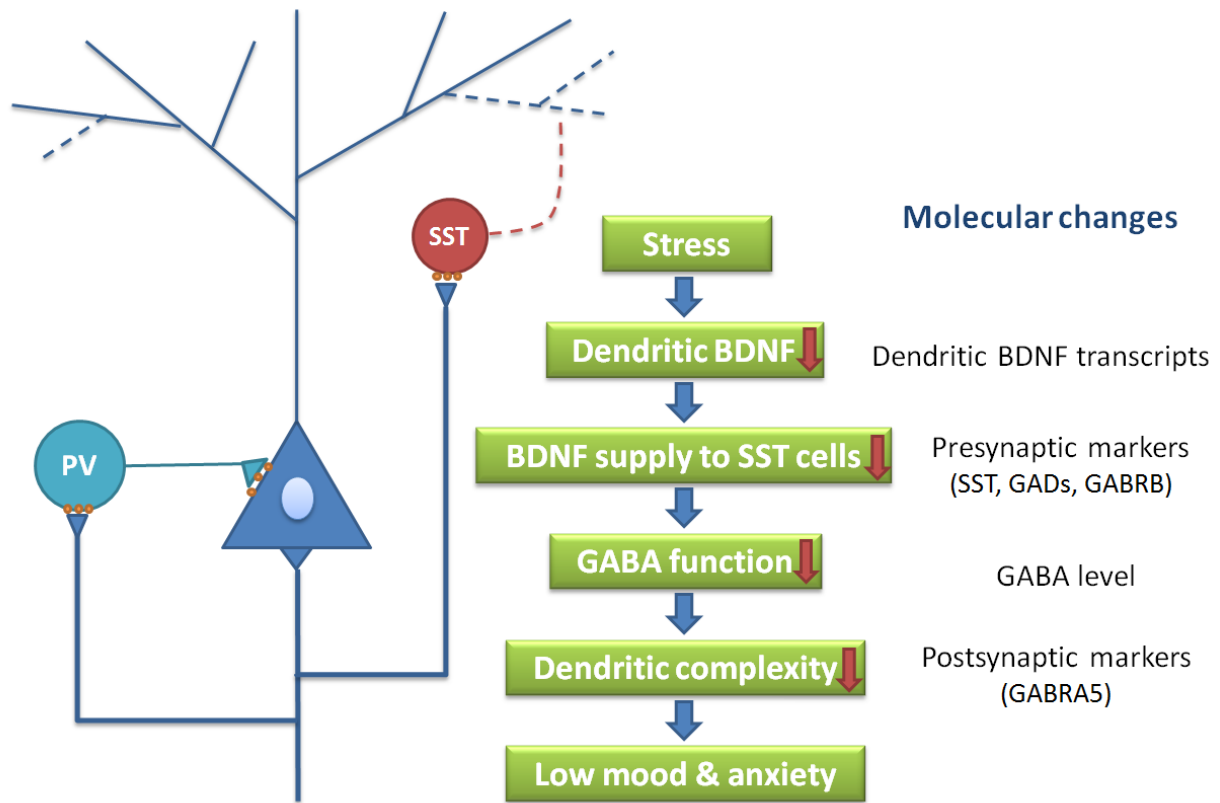 SST
PV
Molecular changes
Stress
Dendritic BDNF
Dendritic BDNF transcripts
BDNF supply to SST cells
Presynaptic markers
(SST, GADs, GABRB)
GABA function
GABA level
Dendritic complexity
Postsynaptic markers
(GABRA5)
Low mood & anxiety